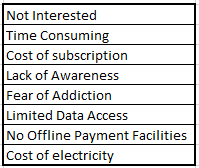 Not Interested
Time Consuming
Cost of subscription
Lack of Awareness
Fear of Addiction
Limited Data Access
No Offline Payment Facilities
Cost of electricity